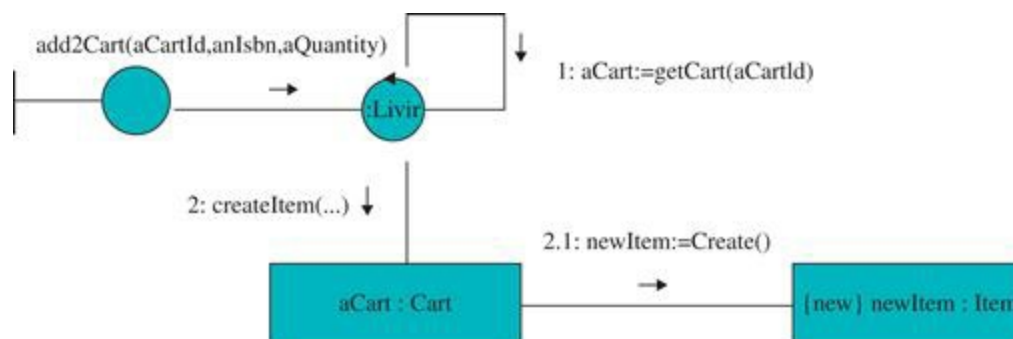 add2Cart(aCartId,anIsbn,aQuantity)
1: aCart:=getCart(aCartId)
:Livir
2: createItem(...)
2.1: newItem:=Create()
aCart : Cart
{new} newItem : Item